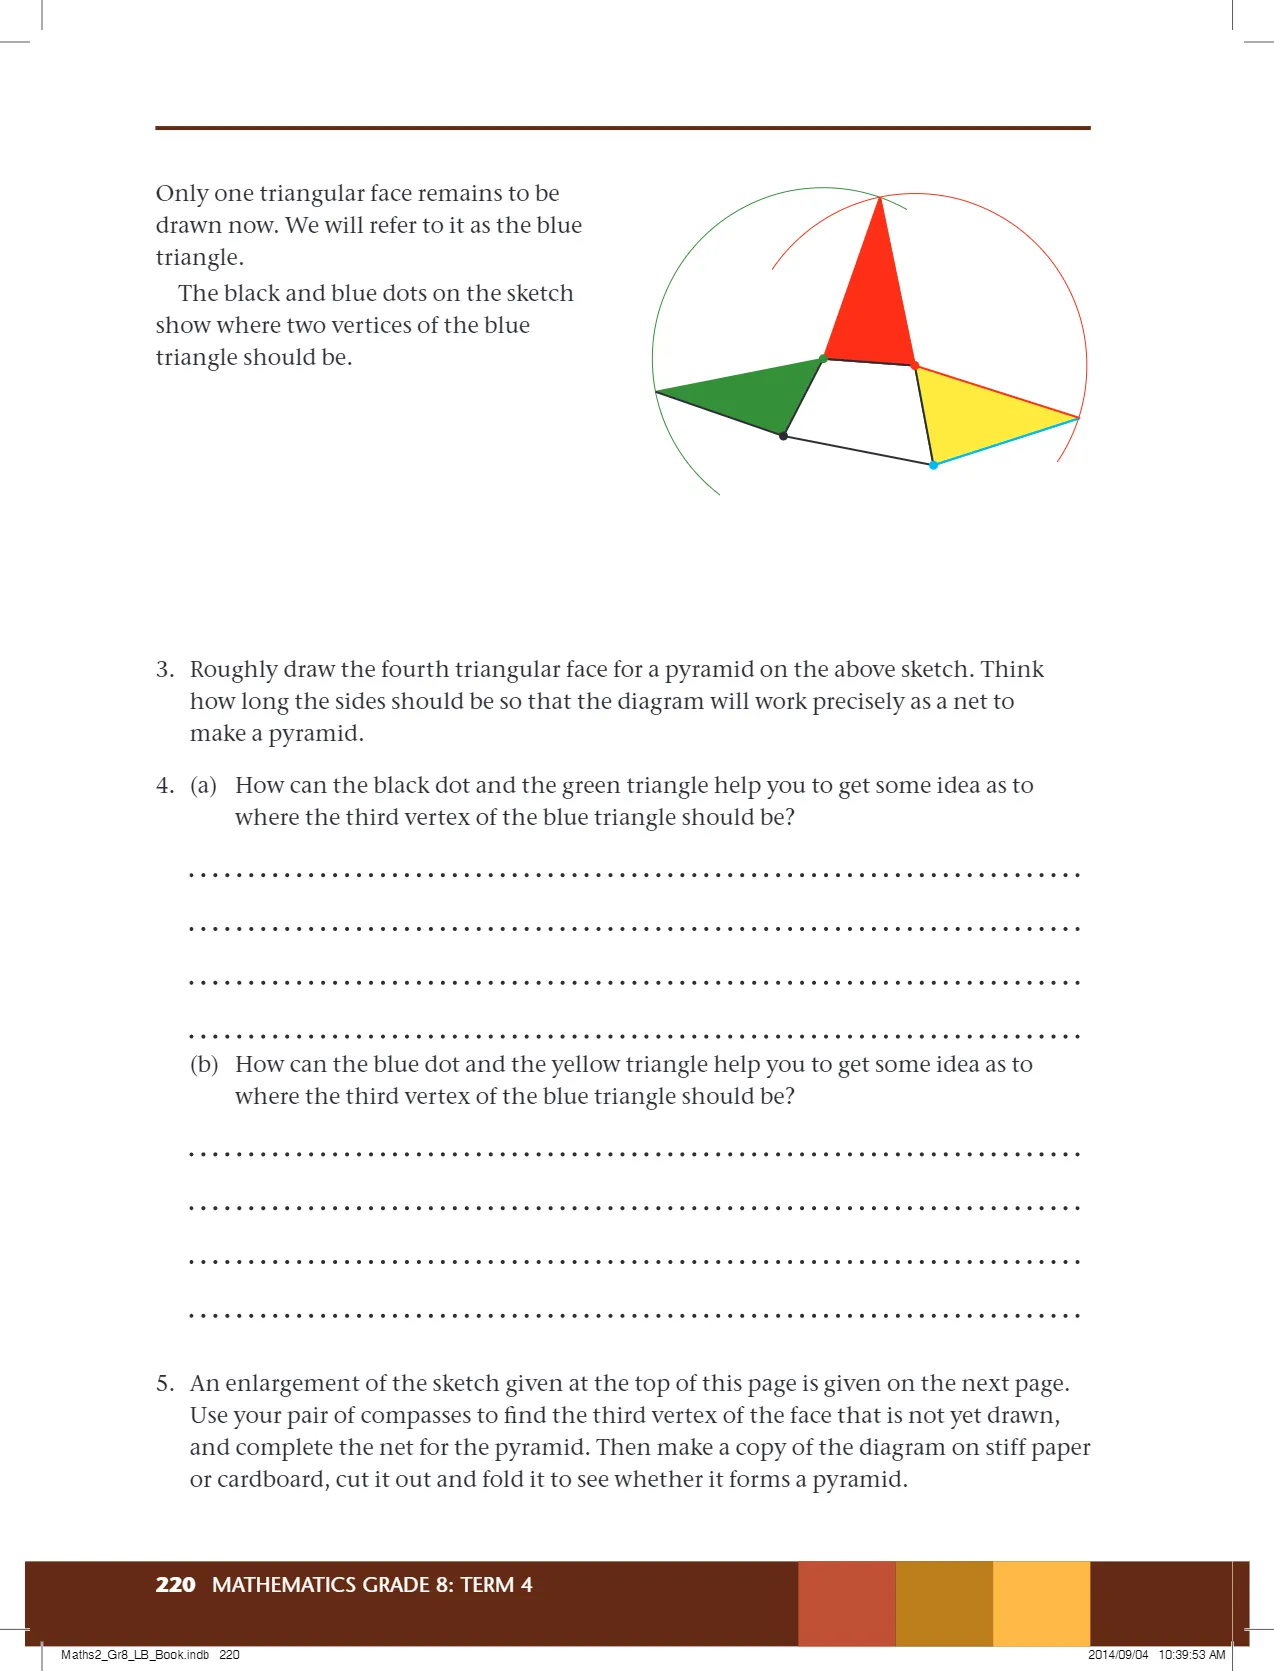 Only one triangular face remains to be
drawn now. We will refer to it as the blue
triangle.
The black and blue dots on the sketch
show where two vertices of the blue
triangle should be.
3. Roughly draw the fourth triangular face for a pyramid on the above sketch. Think
how long the sides should be so that the diagram will work precisely as a net to
make a pyramid.
4. (a) How can the black dot and the green triangle help you to get some idea as to
where the third vertex of the blue triangle should be?
(b) How can the blue dot and the yellow triangle help you to get some idea as to
where the third vertex of the blue triangle should be?
5. An enlargement of the sketch given at the top of this page is given on the next page.
Use your pair of compasses to find the third vertex of the face that is not yet drawn,
and complete the net for the pyramid. Then make a copy of the diagram on stiff paper
or cardboard, cut it out and fold it to see whether it forms a pyramid.
220 MATHEMATICS GRADE 8: TERM 4
Maths2_Gr8_LB_Book.indb 220
2014/09/04 10:39:53 AM